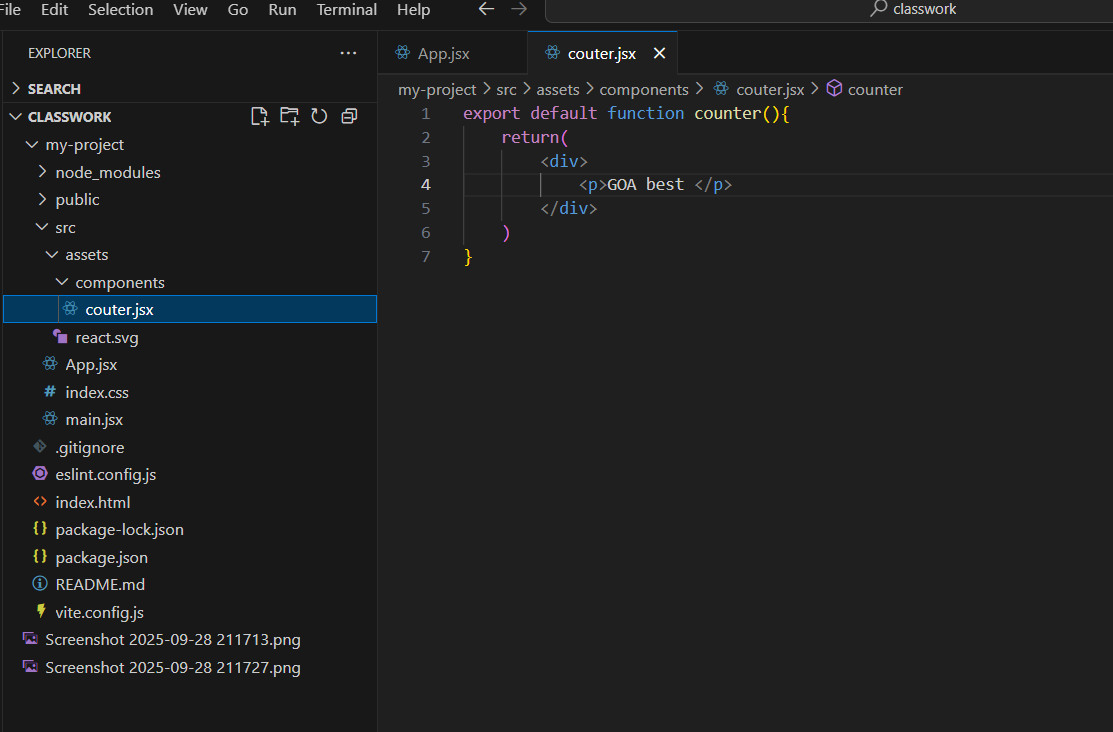 File Edit Selection View Go Run Terminal Help classwork
EXPLORER
SEARCH
CLASSWORK
my-project
node_modules
public
src
assets
components
couter.jsx
react.svg
App.jsx
index.css
main.jsx
.gitignore
eslint.config.js
index.html
package-lock.json
package.json
README.md
vite.config.js
Screenshot 2025-09-28 211713.png
Screenshot 2025-09-28 211727.png
App.jsx couter.jsx
my-project > src > assets > components > couter.jsx > counter
1 export default function counter(){
2 return(
3 <div>
4 <p>GOA best </p>
5 </div>
6 )
7 }